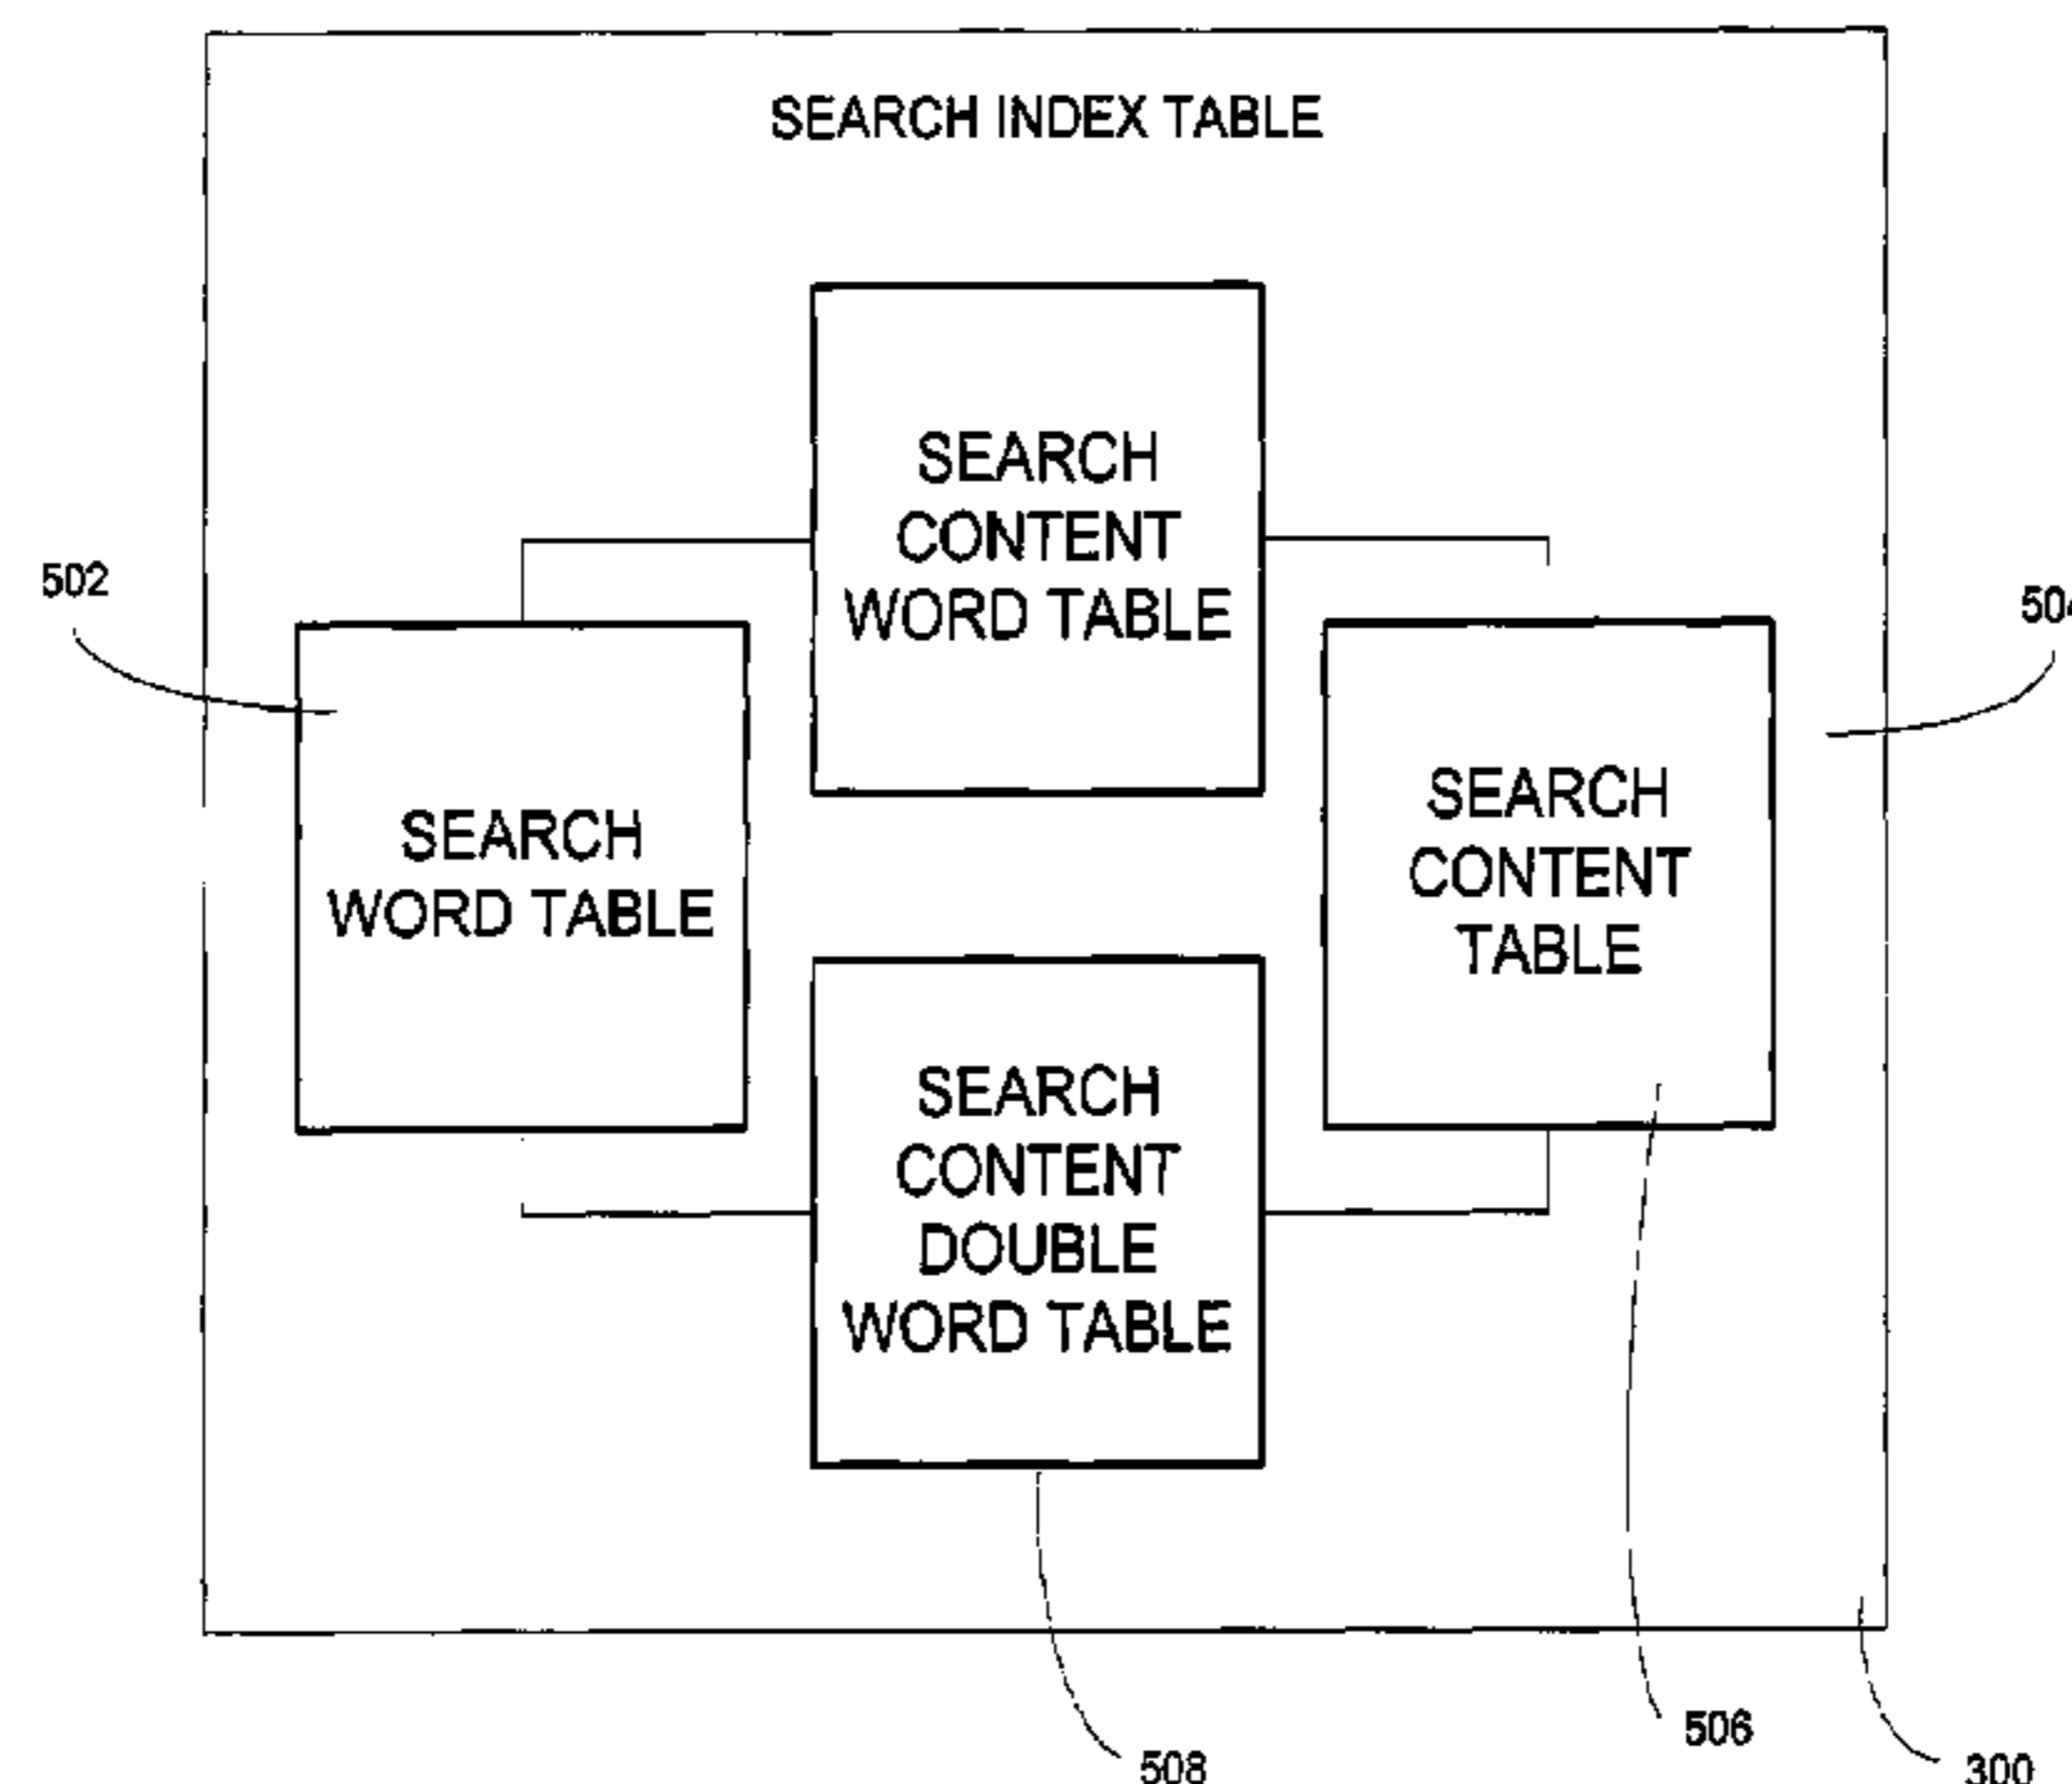 SEARCH INDEX TABLE
SEARCH
CONTENT
WORD TABLE
502
504
SEARCH
WORD TABLE
SEARCH
CONTENT
TABLE
SEARCH
CONTENT
DOUBLE
WORD TABLE
506
508
300